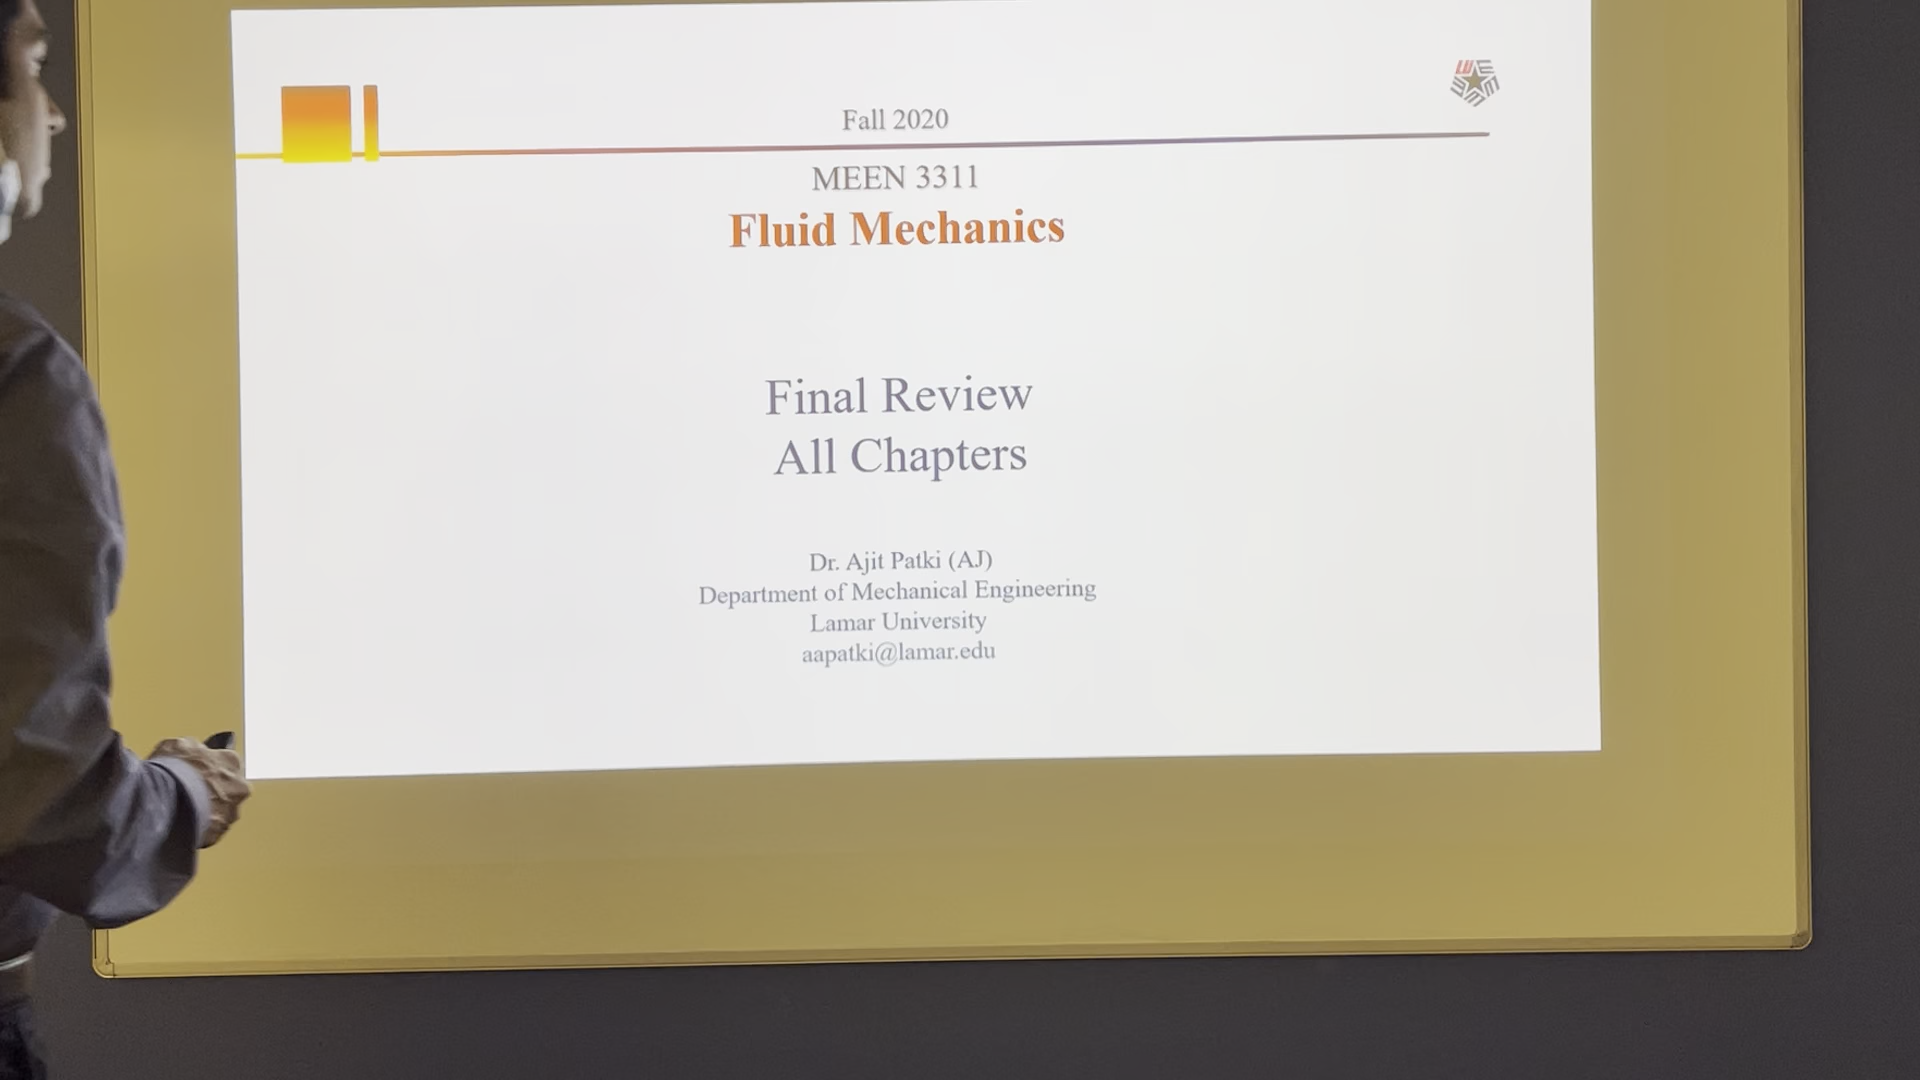 Fall 2020
MEEN 3311
Fluid Mechanics
Final Review
All Chapters
Dr. Ajit Patki (AJ)
Department of Mechanical Engineering
Lamar University
aapatki@lamar.edu